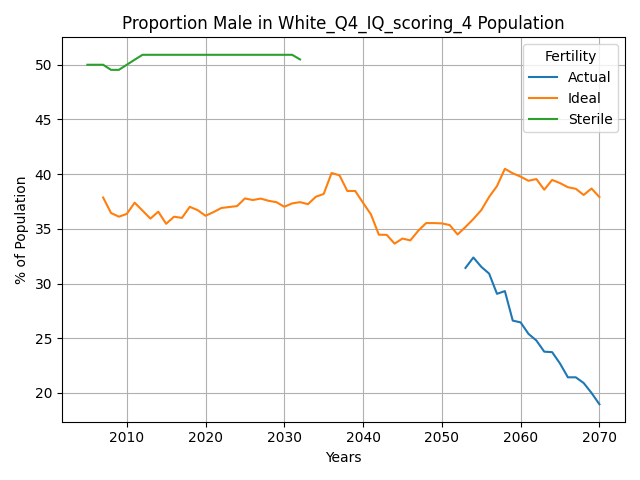 Proportion Male in White_Q4_IQ_scoring_4 Population
Fertility
Actual
Ideal
Sterile
% of Population
50
45
40
35
30
25
20
2010 2020 2030 2040 2050 2060 2070
Years